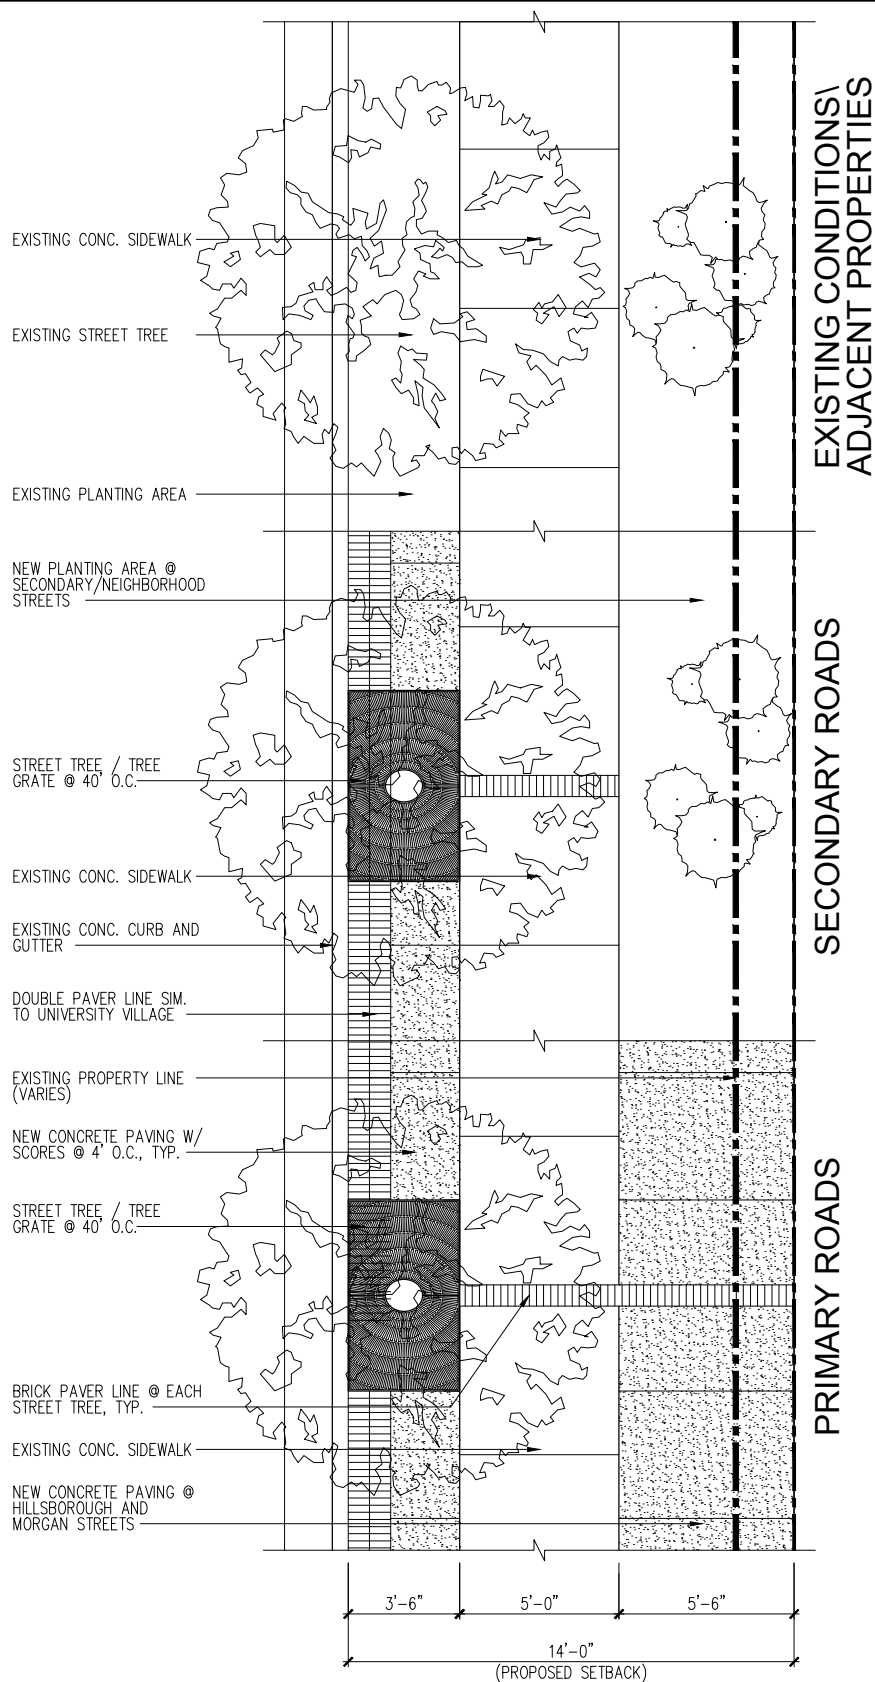 EXISTING CONC. SIDEWALK
EXISTING STREET TREE
EXISTING PLANTING AREA
EXISTING CONDITIONS\
ADJACENT PROPERTIES
NEW PLANTING AREA @
SECONDARY/NEIGHBORHOOD
STREETS
STREET TREE / TREE
GRATE @ 40' O.C.
EXISTING CONC. SIDEWALK
EXISTING CONC. CURB AND
GUTTER
DOUBLE PAVER LINE SIM.
TO UNIVERSITY VILLAGE
SECONDARY ROADS
EXISTING PROPERTY LINE
(VARIES)
NEW CONCRETE PAVING W/
SCORES @ 4' O.C., TYP.
STREET TREE / TREE
GRATE @ 40' O.C.
BRICK PAVER LINE @ EACH
STREET TREE, TYP.
EXISTING CONC. SIDEWALK
NEW CONCRETE PAVING @
HILLSBOROUGH AND
MORGAN STREETS
PRIMARY ROADS
3'-6"
5'-0"
5'-6"
14'-0"
(PROPOSED SETBACK)